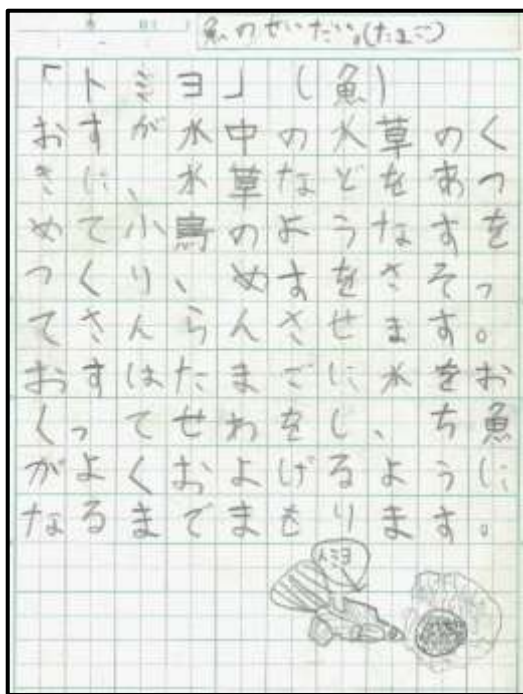 魚のせいたい。(たまご)
「トミヨ」(魚)
おすが水中の水草のく
きに、水草などをあつ
めて小鳥のようなすを
つくり、めすをさそっ
てさんらんさせます。
おすはたまごに水をお
くってせわをし、ち魚
がよくおよげるように
なるまでまもります。
トミヨ